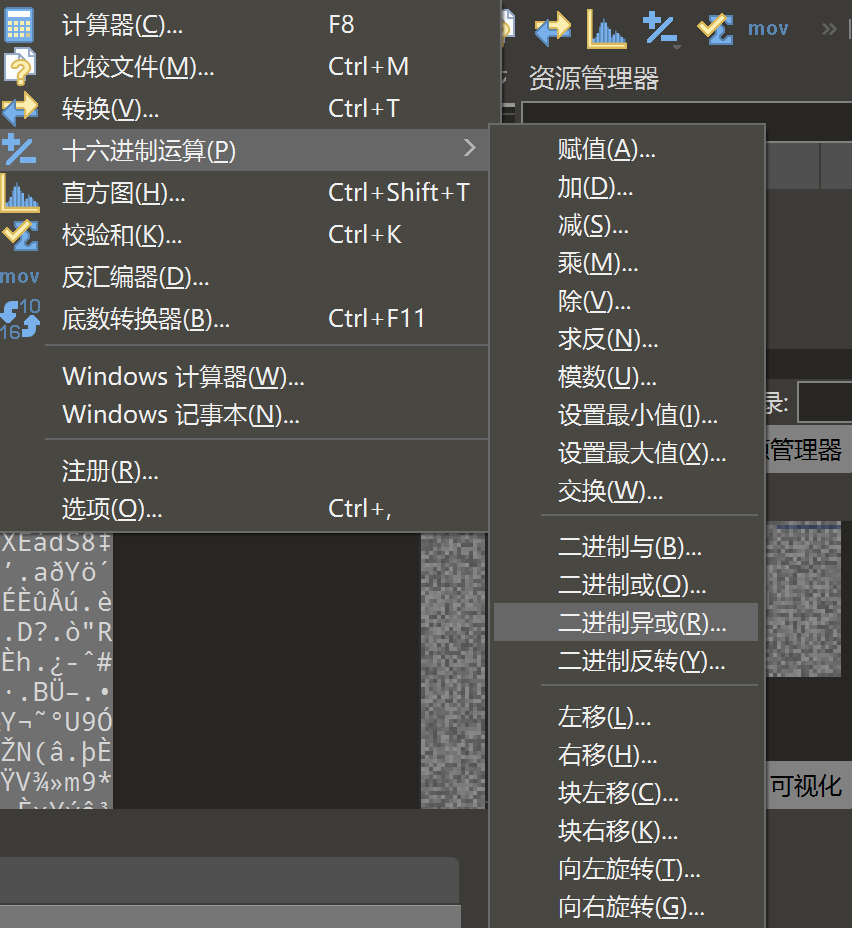 计算器(C)... F8
比较文件(M)... Ctrl+M
转换(V)... Ctrl+T
十六进制运算(P)
直方图(H)... Ctrl+Shift+T
校验和(K)... Ctrl+K
mov 反汇编器(D)...
10
16 底数转换器(B)... Ctrl+F11
Windows 计算器(W)...
Windows 记事本(N)...
注册(R)...
选项(O)... Ctrl+,
mov »
资源管理器
赋值(A)...
加(D)...
减(S)...
乘(M)...
除(V)...
求反(N)...
模数(U)...
设置最小值(I)...
设置最大值(X)...
交换(W)...
二进制与(B)...
二进制或(O)...
二进制异或(R)...
二进制反转(Y)...
左移(L)...
右移(H)...
块左移(C)...
块右移(K)...
向左旋转(T)...
向右旋转(G)...
录:
管理器
可视化
XEádS8‡
’.aðYö´
ÉÈûÅú.è
.D?.ò"R
Èh.¿-ˆ#
·.BÜ–.•
Y¬˜°U9Ó
ŽN(â.þÈ
ŸV¾»m9*